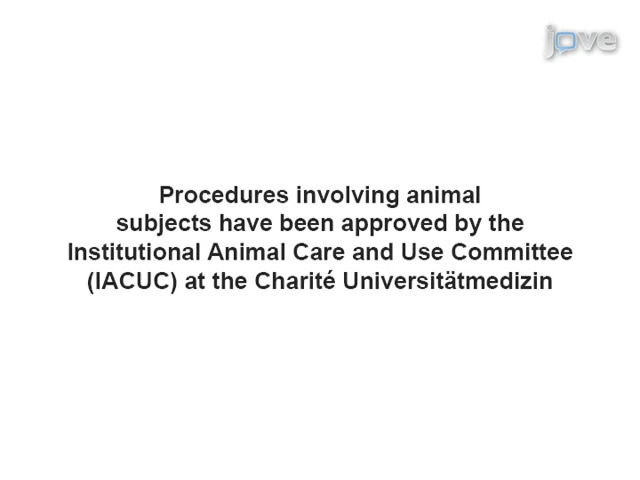 jove
Procedures involving animal
subjects have been approved by the
Institutional Animal Care and Use Committee
(IACUC) at the Charité Universitätmedizin